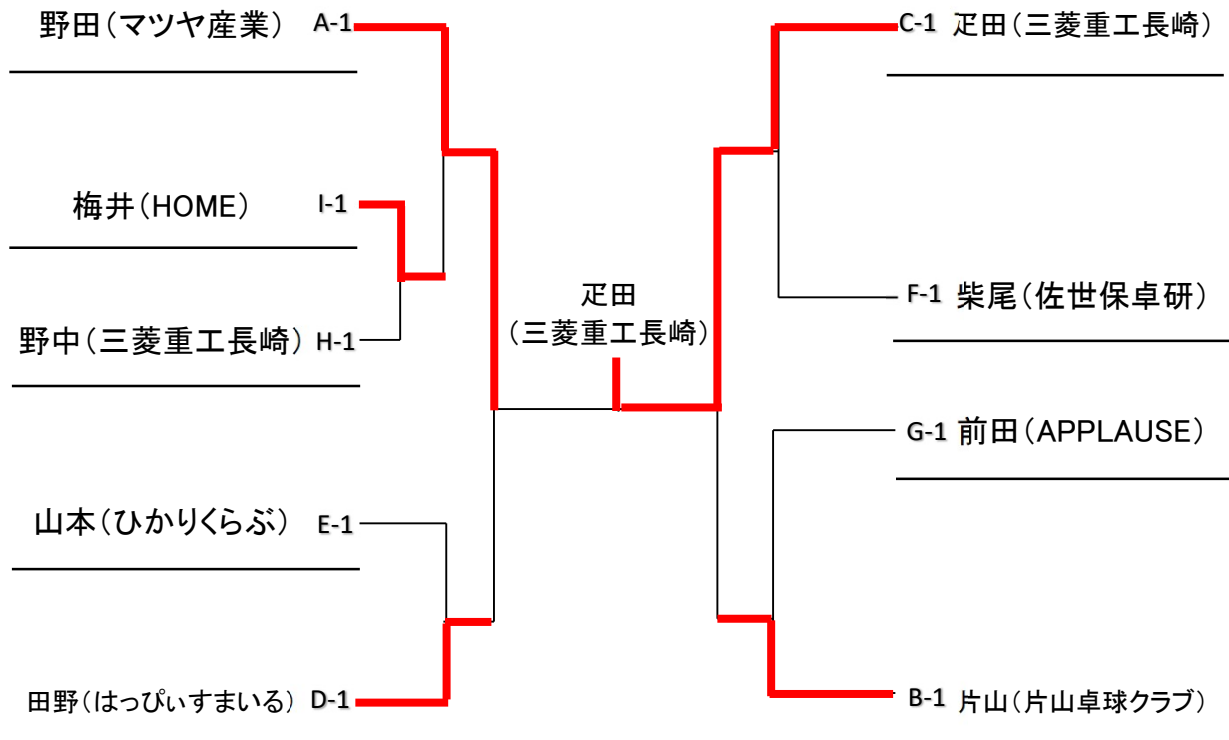 野田(マツヤ産業) A-1
梅井(HOME) I-1
野中(三菱重工長崎) H-1
山本(ひかりくらぶ) E-1
田野(はっぴぃすまいる) D-1
疋田
(三菱重工長崎)
C-1 疋田(三菱重工長崎)
F-1 柴尾(佐世保卓研)
G-1 前田(APPLAUSE)
B-1 片山(片山卓球クラブ)